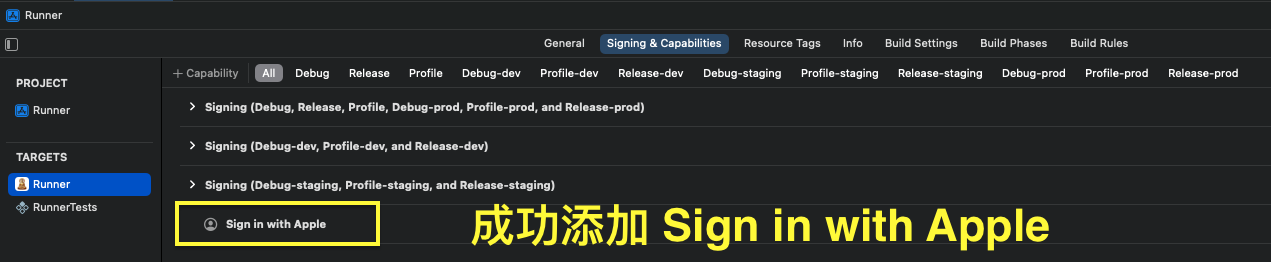 Runner
General Signing & Capabilities Resource Tags Info Build Settings Build Phases Build Rules
+ Capability All Debug Release Profile Debug-dev Profile-dev Release-dev Debug-staging Profile-staging Release-staging Debug-prod Profile-prod Release-prod
PROJECT
Runner
TARGETS
Runner
RunnerTests
Signing (Debug, Release, Profile, Debug-prod, Profile-prod, and Release-prod)
Signing (Debug-dev, Profile-dev, and Release-dev)
Signing (Debug-staging, Profile-staging, and Release-staging)
Sign in with Apple
成功添加 Sign in with Apple